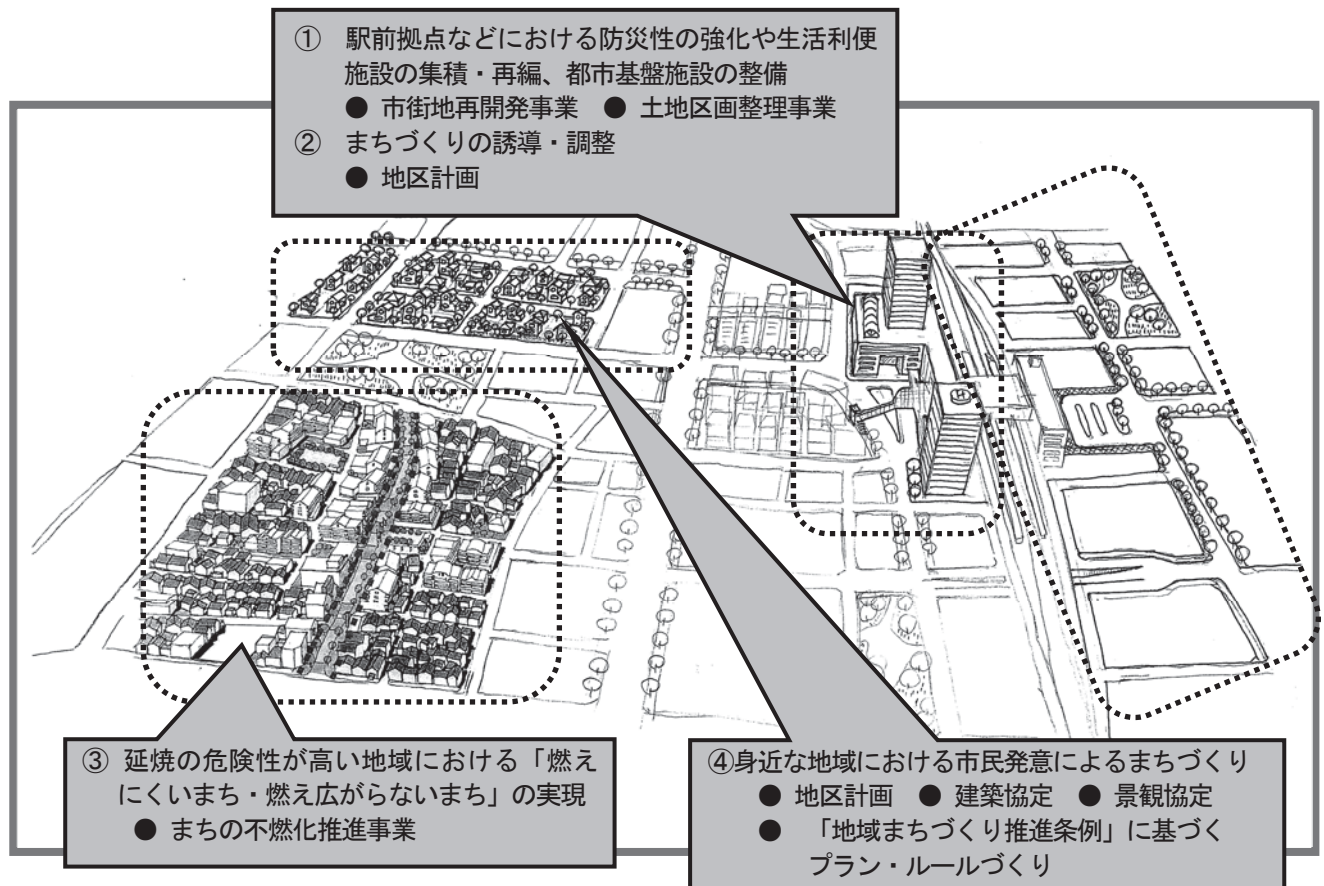 ① 駅前拠点などにおける防災性の強化や生活利便
施設の集積・再編、都市基盤施設の整備
● 市街地再開発事業 ● 土地区画整理事業
② まちづくりの誘導・調整
● 地区計画
③ 延焼の危険性が高い地域における「燃え
にくいまち・燃え広がらないまち」の実現
● まちの不燃化推進事業
④身近な地域における市民発意によるまちづくり
● 地区計画 ● 建築協定 ● 景観協定
● 「地域まちづくり推進条例」に基づく
プラン・ルールづくり